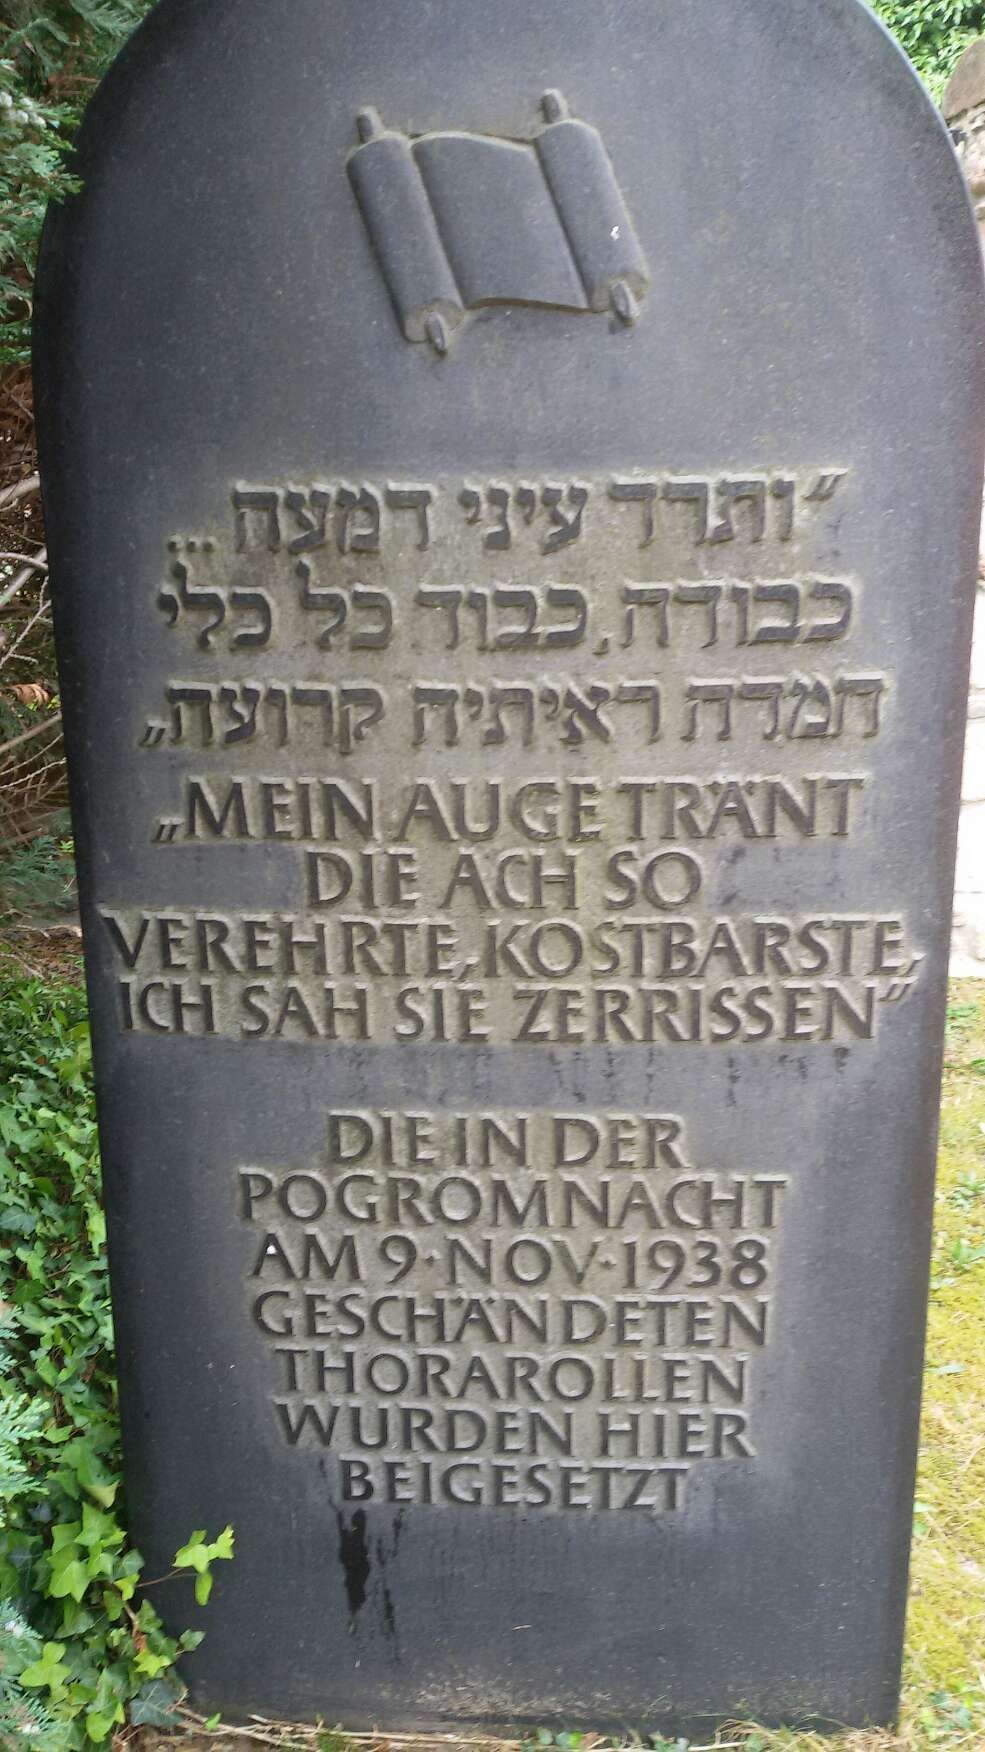 ״ותרד עיני דמעה ...
כבודה, כבוד כל כלי
חמדה ראיתיה קרועה„
„MEIN AUGE TRÄNT
DIE ACH SO
VEREHRTE, KOSTBARSTE,
ICH SAH SIE ZERRISSEN"
DIE IN DER
POGROMNACHT
AM 9·NOV·1938
GESCHÄNDETEN
THORAROLLEN
WURDEN HIER
BEIGESETZT